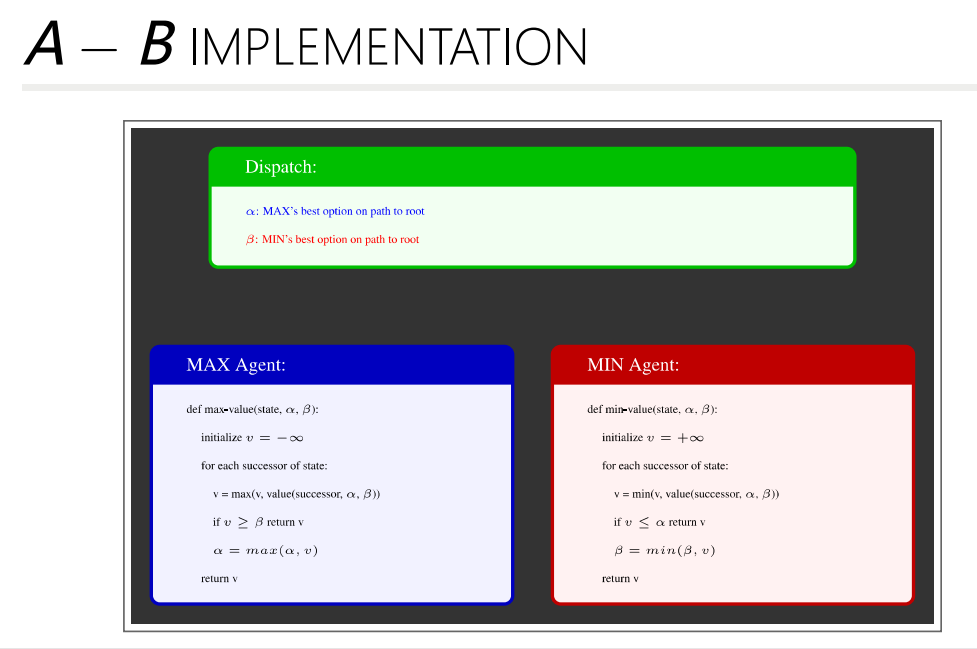 A – B IMPLEMENTATION
Dispatch:
α: MAX's best option on path to root
β: MIN's best option on path to root
MAX Agent:
def max-value(state, α, β):
initialize v = −∞
for each successor of state:
v = max(v, value(successor, α, β))
if v ≥ β return v
α = max(α, v)
return v
MIN Agent:
def min-value(state, α, β):
initialize v = +∞
for each successor of state:
v = min(v, value(successor, α, β))
if v ≤ α return v
β = min(β, v)
return v